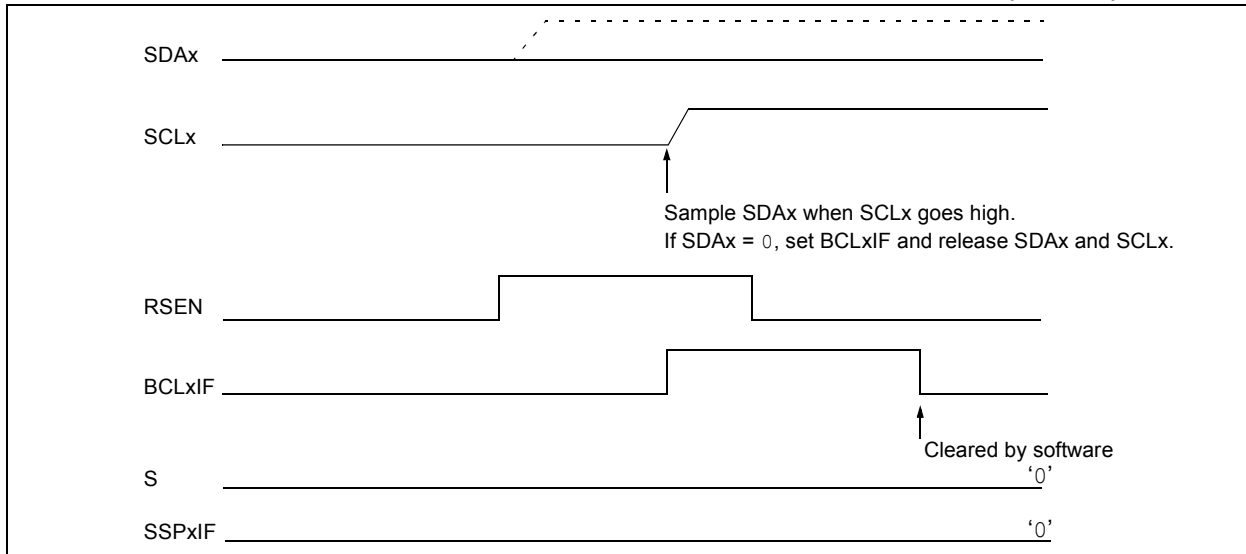 SDAx
SCLx
Sample SDAx when SCLx goes high.
If SDAx = 0, set BCLxIF and release SDAx and SCLx.
RSEN
BCLxIF
Cleared by software
S
‘0’
SSPxIF
‘0’